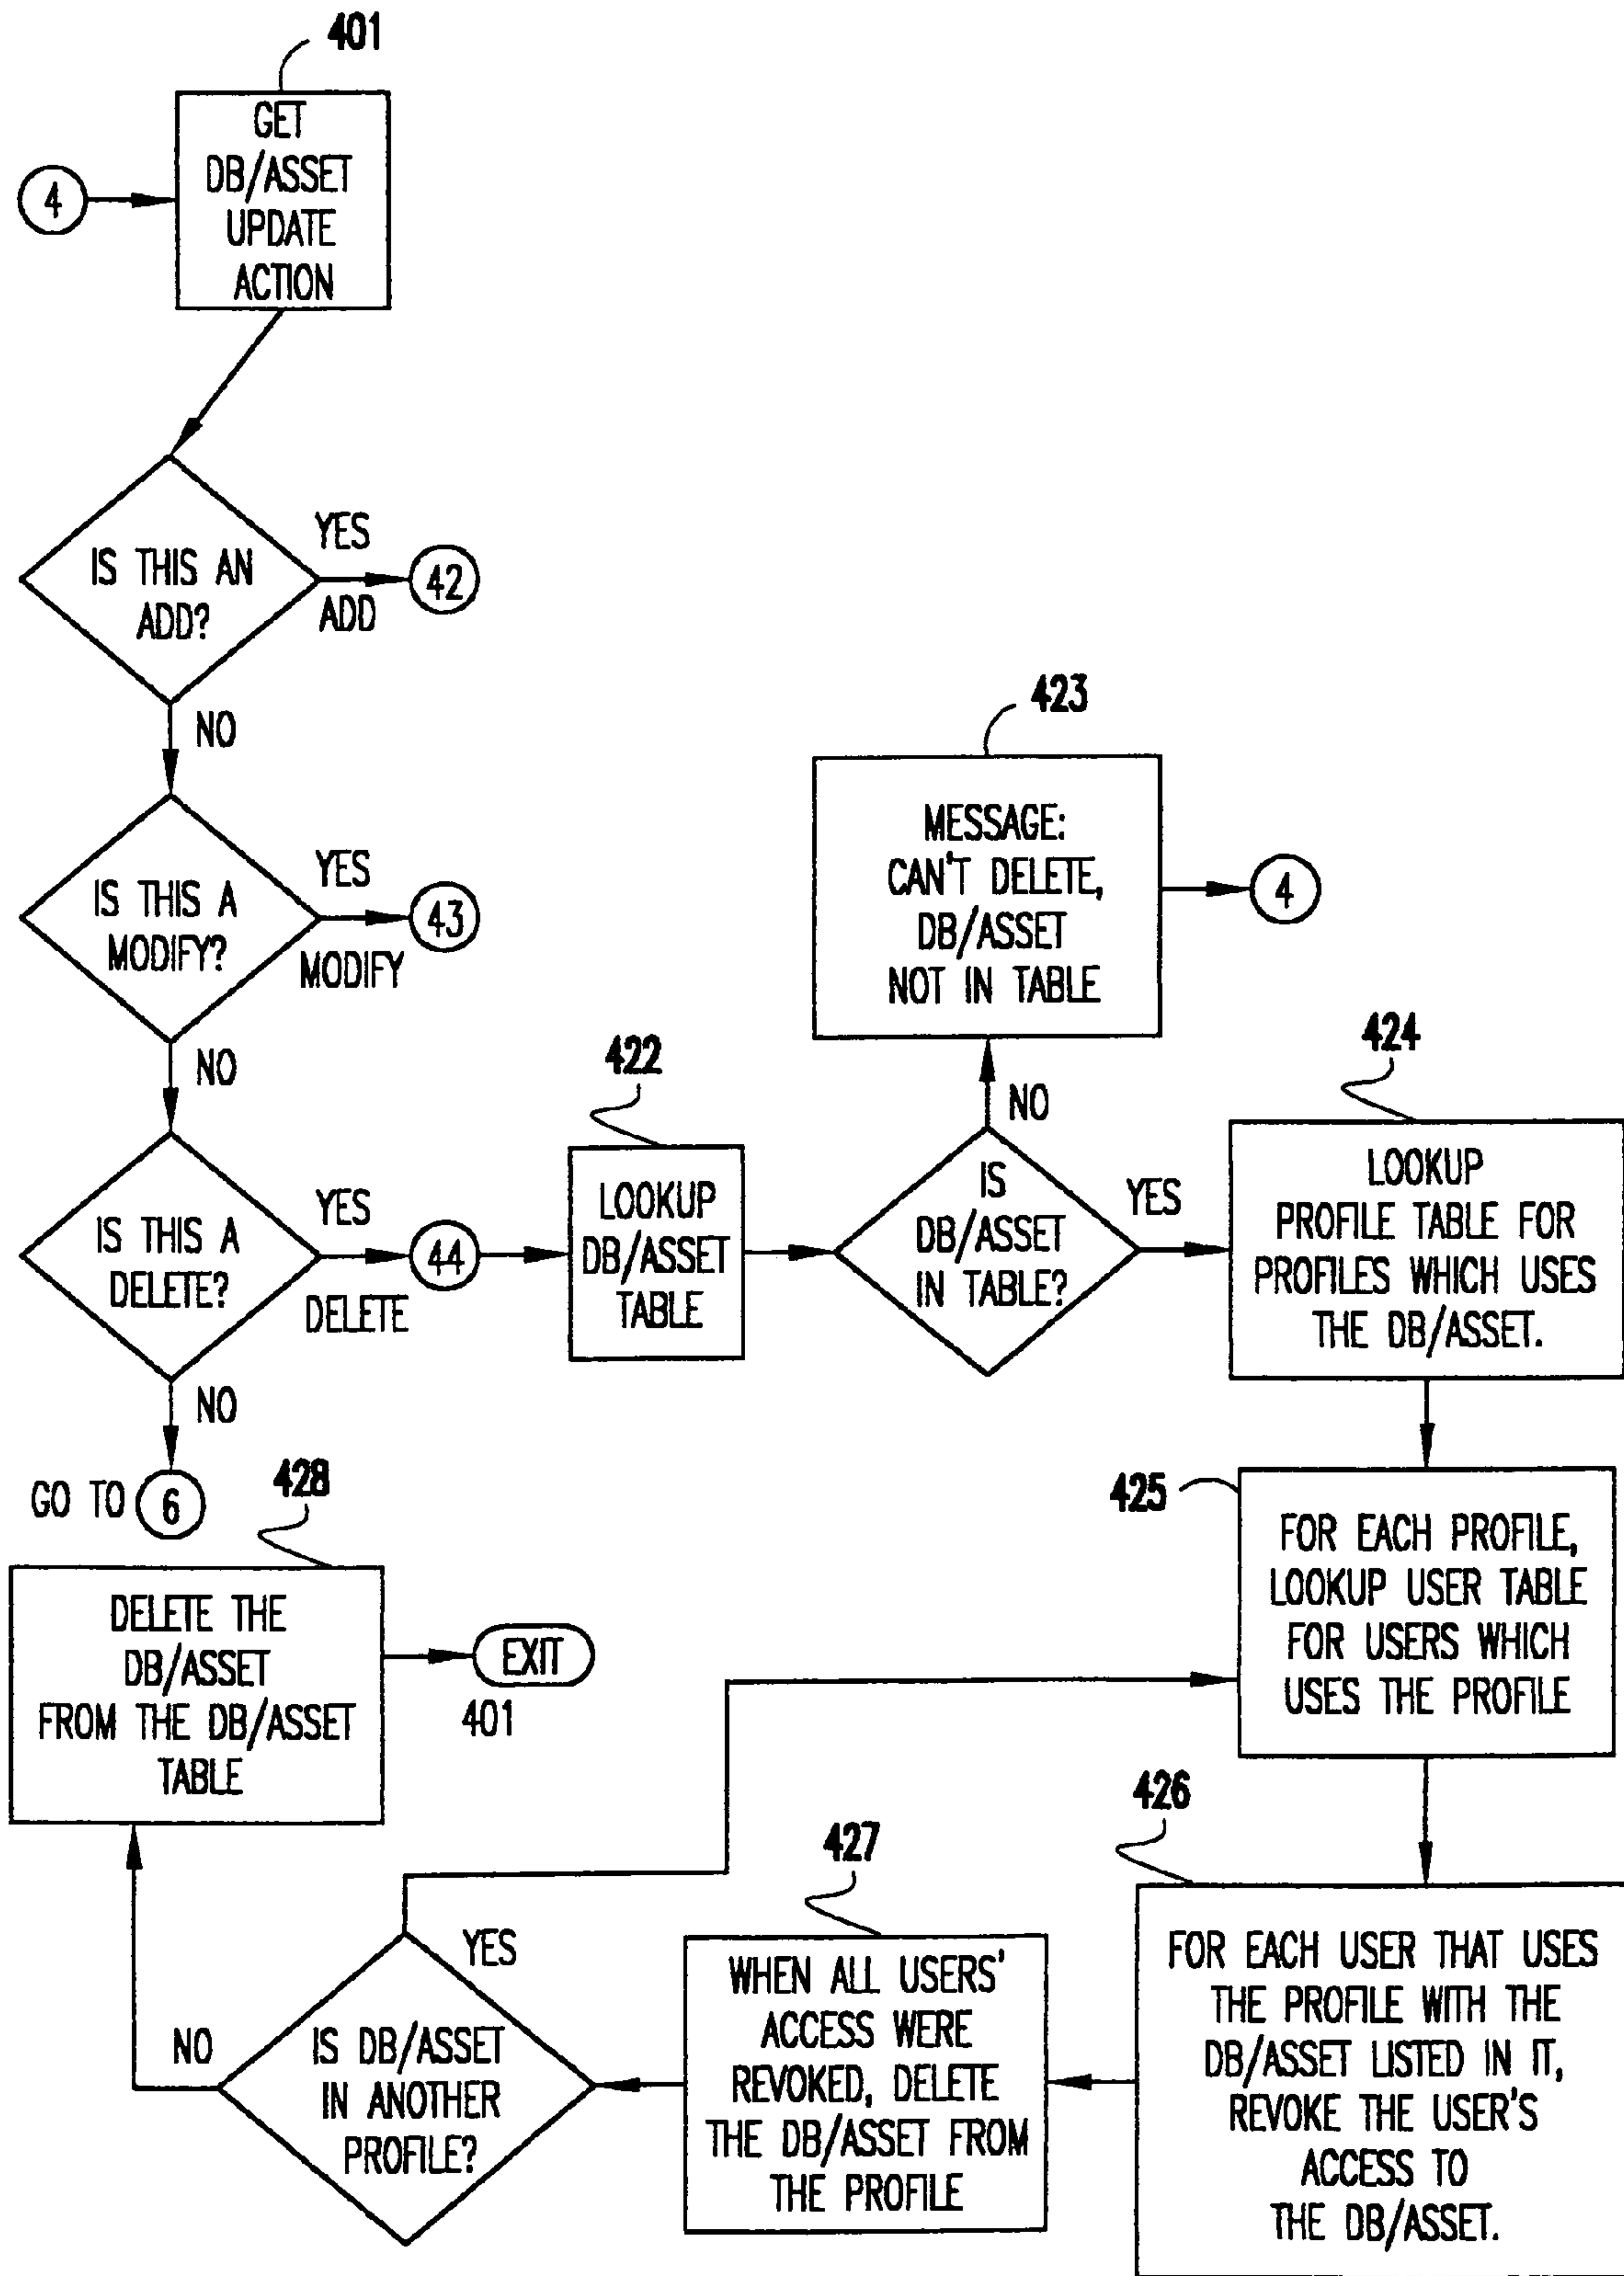 401
GET
DB/ASSET
UPDATE
ACTION
4
IS THIS AN
ADD?
YES
ADD
42
NO
IS THIS A
MODIFY?
YES
MODIFY
43
NO
IS THIS A
DELETE?
YES
DELETE
44
NO
GO TO 6
422
LOOKUP
DB/ASSET
TABLE
IS
DB/ASSET
IN TABLE?
NO
423
MESSAGE:
CAN'T DELETE,
DB/ASSET
NOT IN TABLE
4
YES
424
LOOKUP
PROFILE TABLE FOR
PROFILES WHICH USES
THE DB/ASSET.
425
FOR EACH PROFILE,
LOOKUP USER TABLE
FOR USERS WHICH
USES THE PROFILE
426
FOR EACH USER THAT USES
THE PROFILE WITH THE
DB/ASSET LISTED IN IT,
REVOKE THE USER'S
ACCESS TO
THE DB/ASSET.
427
WHEN ALL USERS'
ACCESS WERE
REVOKED, DELETE
THE DB/ASSET FROM
THE PROFILE
IS DB/ASSET
IN ANOTHER
PROFILE?
YES
NO
428
DELETE THE
DB/ASSET
FROM THE DB/ASSET
TABLE
EXIT
401